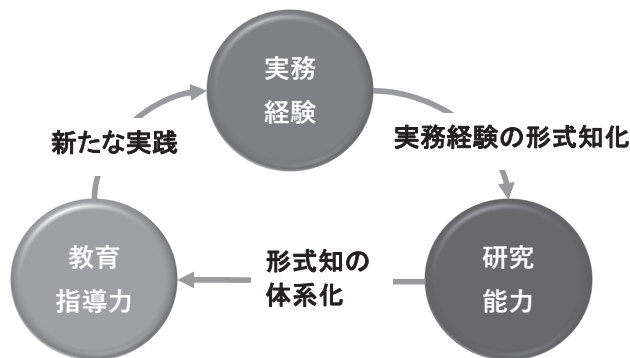 実務
経験
新たな実践
実務経験の形式知化
教育
指導力
形式知の
体系化
研究
能力